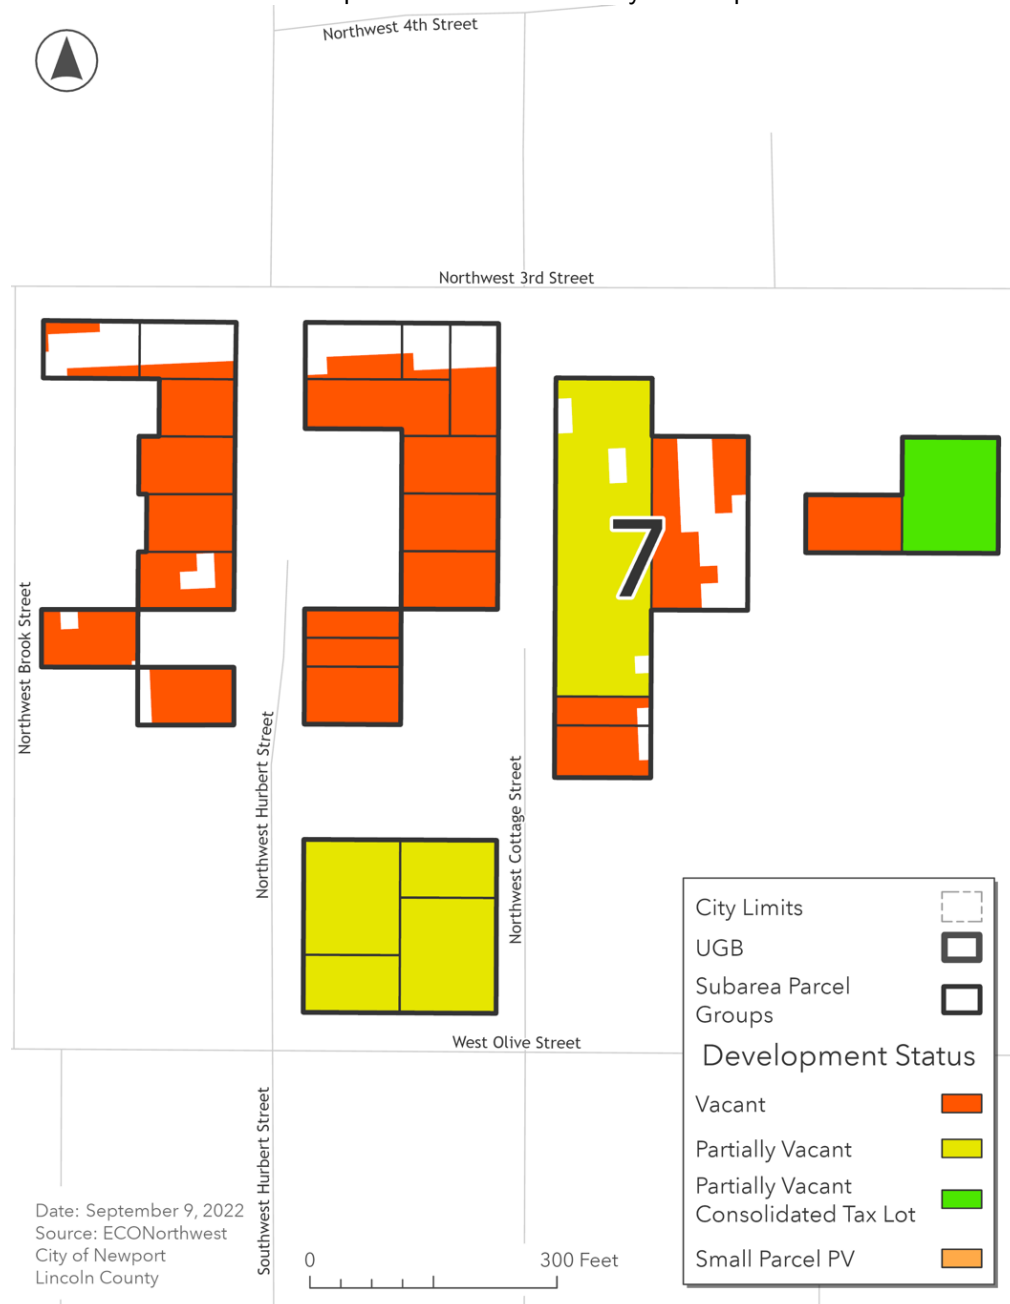 Northwest 4th Street
Northwest 3rd Street
7
Northwest Brook Street
Northwest Hurbert Street
Northwest Cottage Street
West Olive Street
Southwest Hurbert Street
City Limits
UGB
Subarea Parcel
Groups
Development Status
Vacant
Partially Vacant
Partially Vacant
Consolidated Tax Lot
Small Parcel PV
Date: September 9, 2022
Source: ECONorthwest
City of Newport
Lincoln County
0
300 Feet